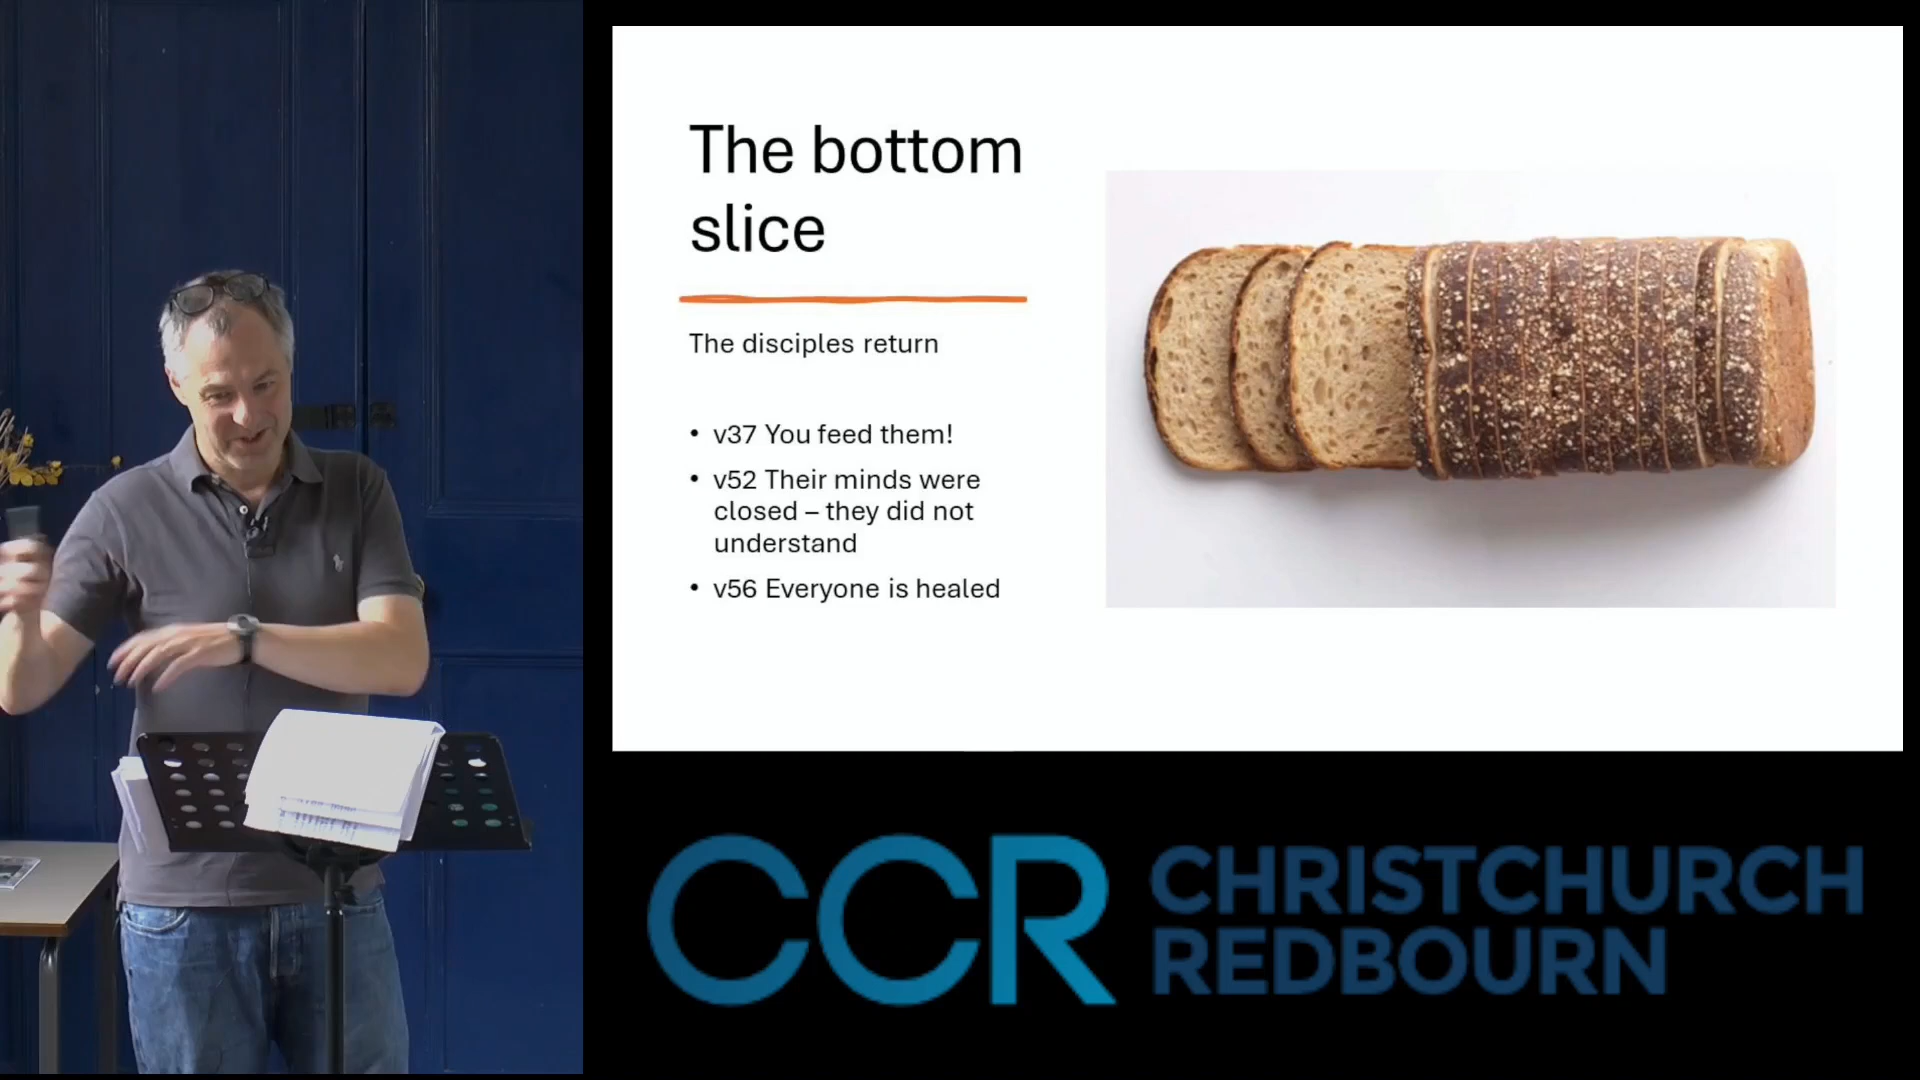 The bottom
slice
The disciples return
• v37 You feed them!
• v52 Their minds were
closed – they did not
understand
• v56 Everyone is healed
CCR CHRISTCHURCH
REDBOURN